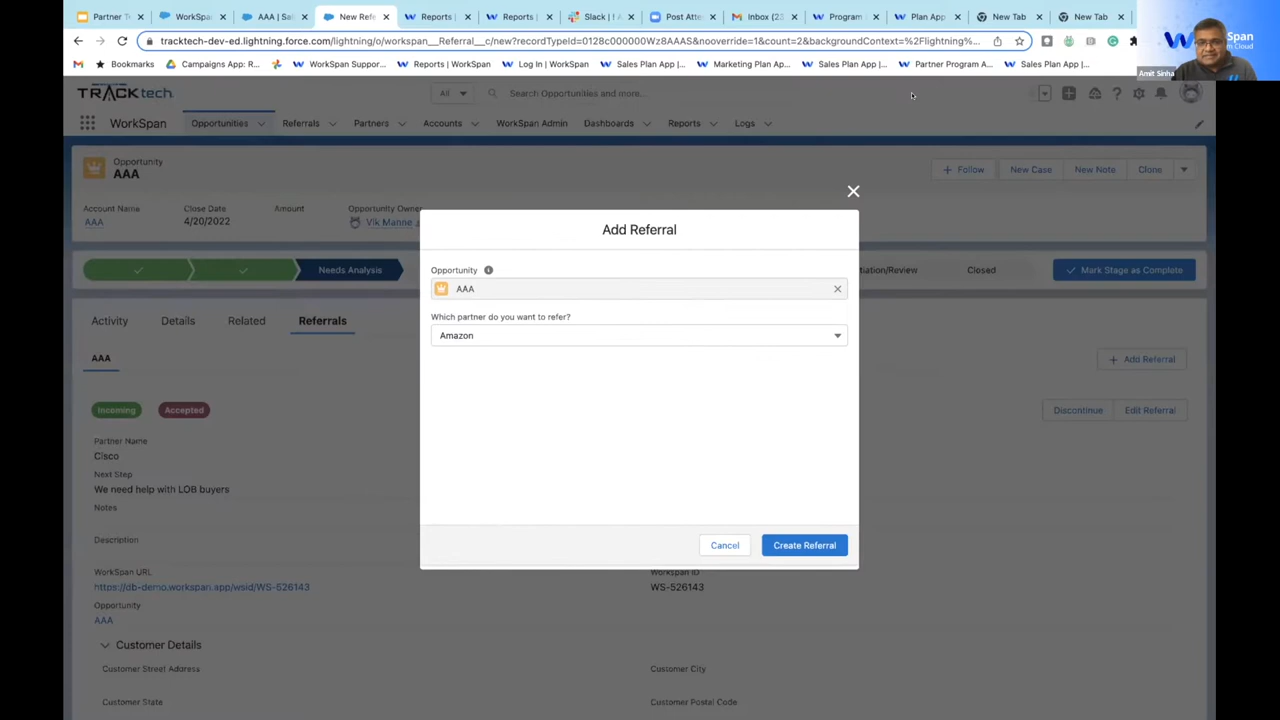 Partner T
WorkSpan
AAA | Sal
New Refe
Reports |
Reports |
Slack | ! A
Post Atte
Inbox (23
Program
Plan App
New Tab
New Tab
tracktech-dev-ed.lightning.force.com/lightning/o/workspan__Referral__c/new?recordTypeId=0128c000000Wz8AAAS&nooverride=1&count=2&backgroundContext=%2Flightning%...
Bookmarks
Campaigns App: R...
WorkSpan Suppor...
Reports | WorkSpan
Log In | WorkSpan
Sales Plan App |...
Marketing Plan Ap...
Sales Plan App |...
Partner Program A...
Sales Plan App |...
Span
m Cloud
Amit Sinha
TRACKtech
All
Search Opportunities and more...
WorkSpan
Opportunities
Referrals
Partners
Accounts
WorkSpan Admin
Dashboards
Reports
Logs
Opportunity
AAA
+ Follow
New Case
New Note
Clone
Account Name
Close Date
Amount
Opportunity Owner
AAA
4/20/2022
Vik Manne
Needs Analysis
tiation/Review
Closed
Mark Stage as Complete
Activity
Details
Related
Referrals
AAA
+ Add Referral
Incoming
Accepted
Discontinue
Edit Referral
Partner Name
Cisco
Next Step
We need help with LOB buyers
Notes
Description
WorkSpan URL
https://db-demo.workspan.app/wsid/WS-526143
Workspan ID
WS-526143
Opportunity
AAA
Customer Details
Customer Street Address
Customer City
Customer State
Customer Postal Code
Add Referral
Opportunity
AAA
Which partner do you want to refer?
Amazon
Cancel
Create Referral